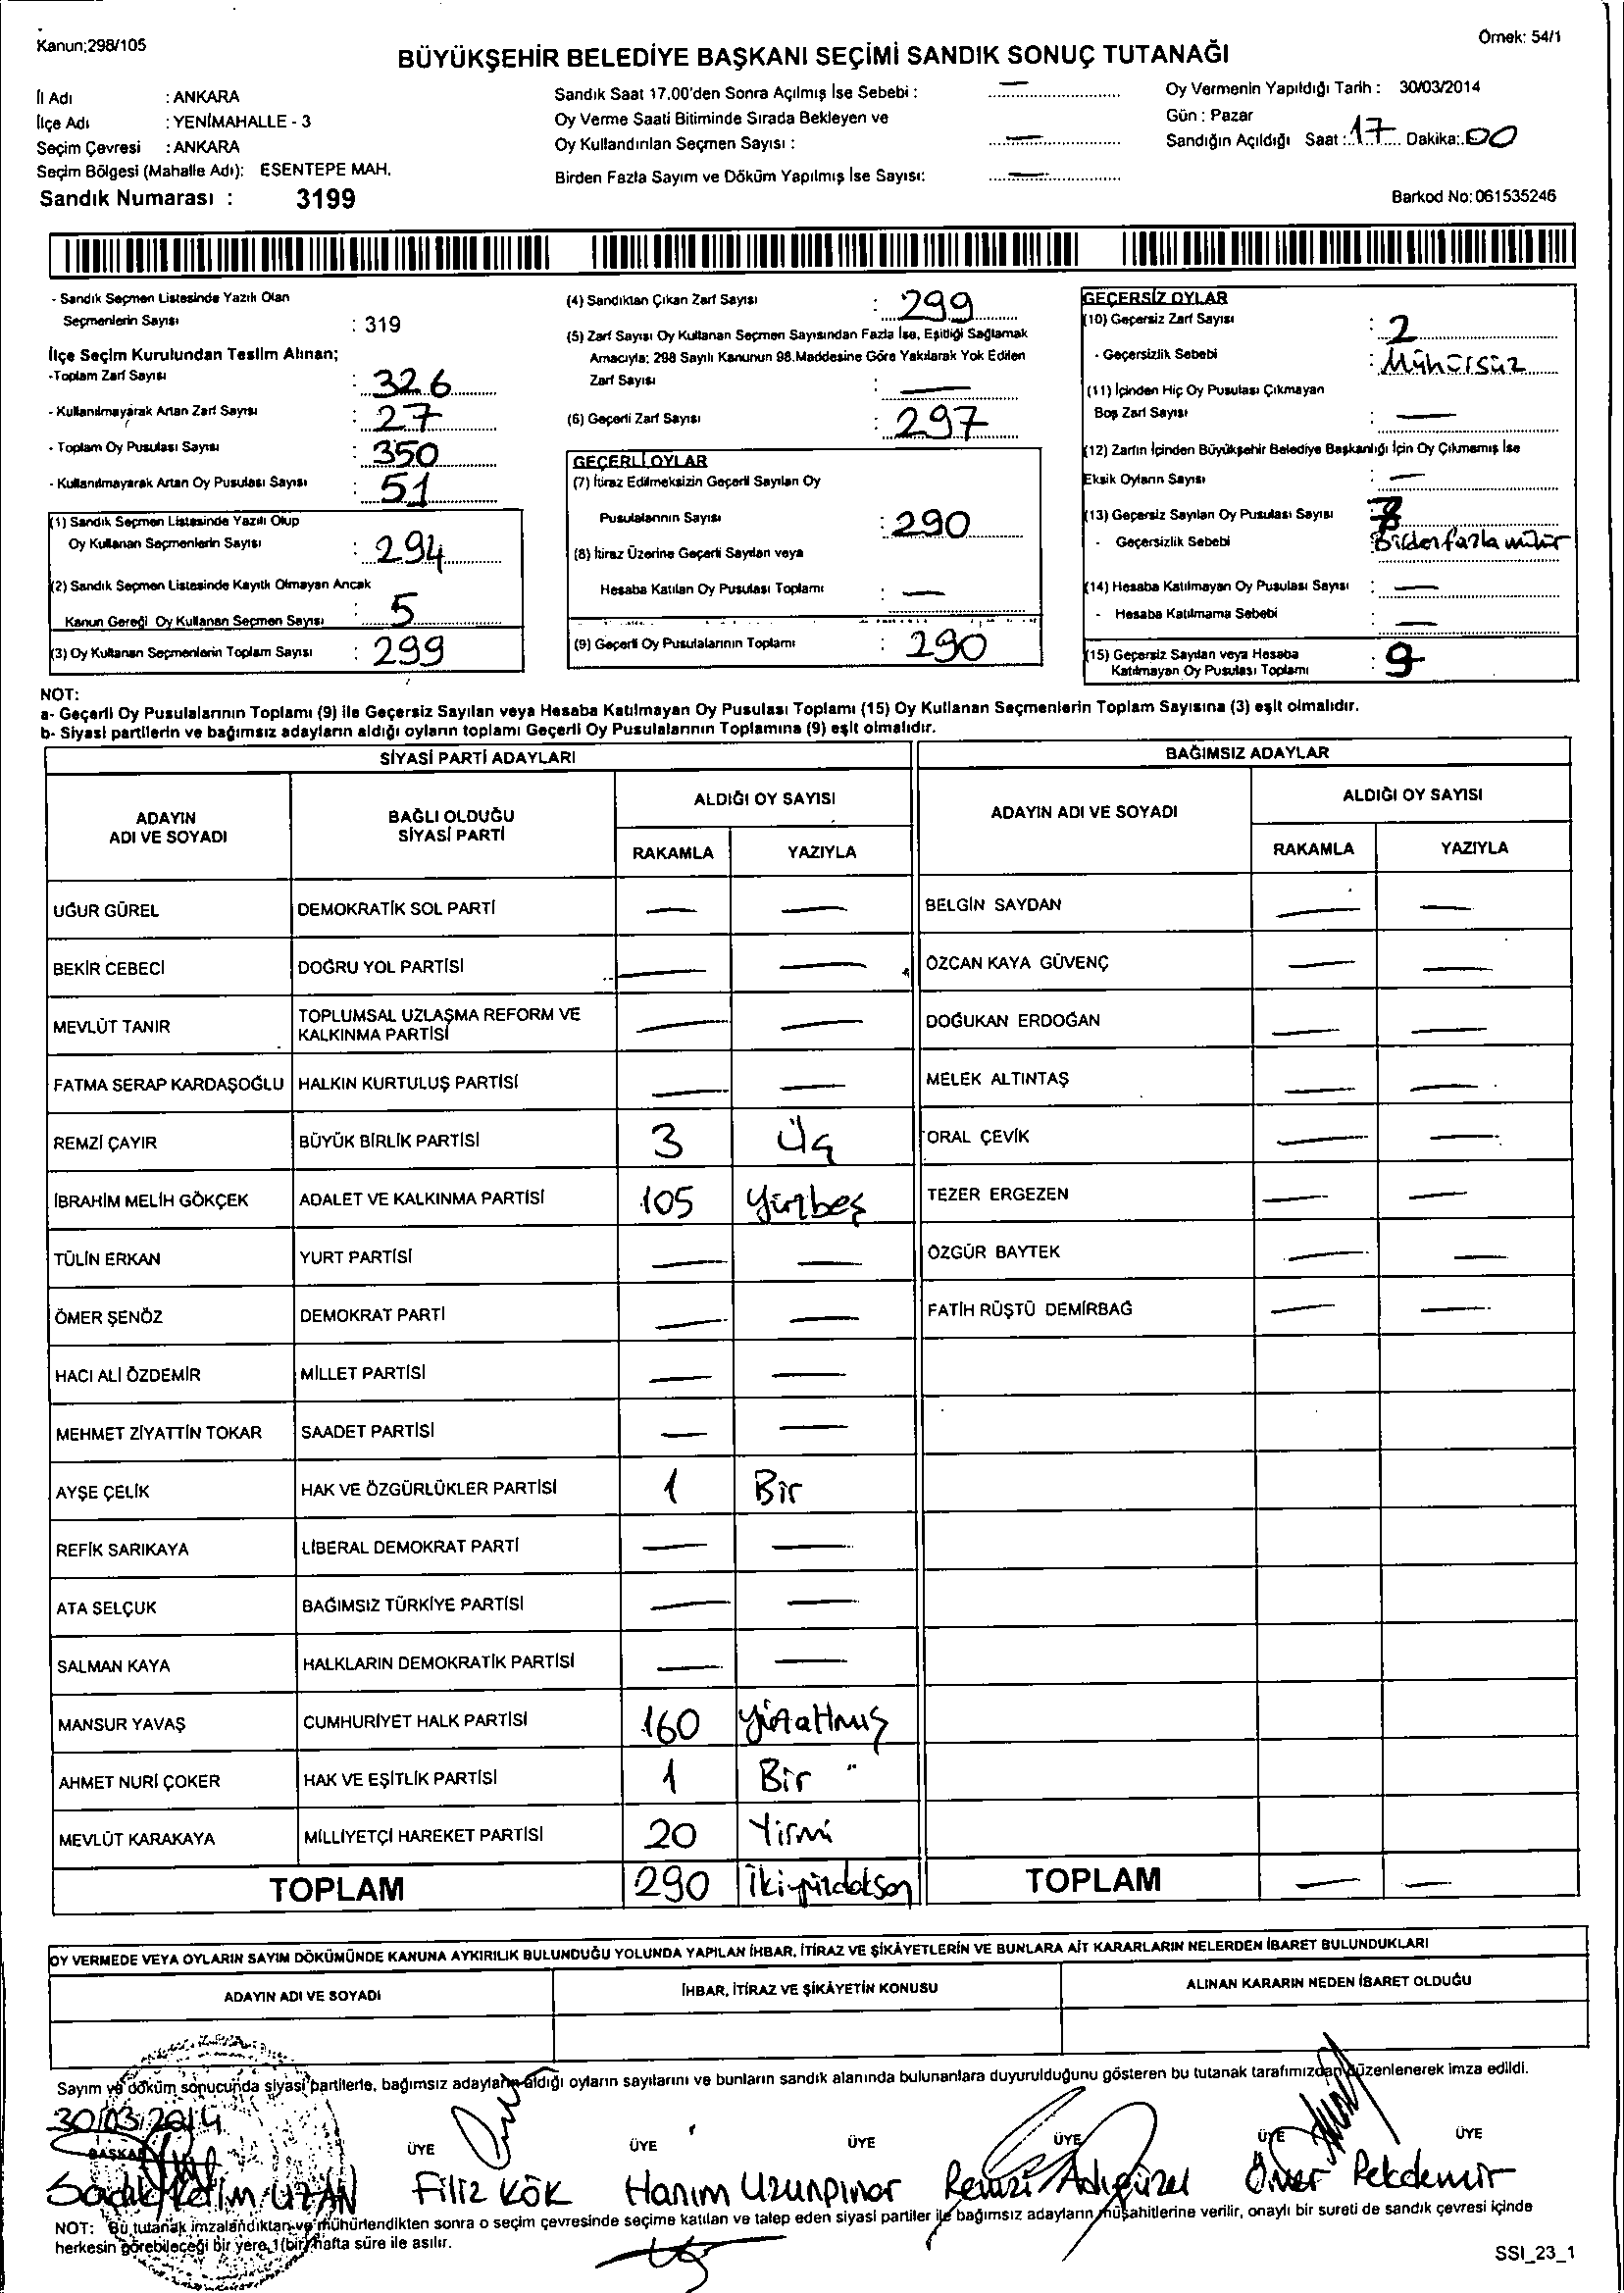 Kanun:298/105
Örnek: 54/1
BÜYÜKŞEHİR BELEDİYE BAŞKANI SEÇİMİ SANDIK SONUÇ TUTANAĞI
İl Adı : ANKARA
İlçe Adı : YENİMAHALLE - 3
Seçim Çevresi : ANKARA
Seçim Bölgesi (Mahalle Adı): ESENTEPE MAH.
Sandık Numarası : 3199
Sandık Saat 17.00'den Sonra Açılmış İse Sebebi : —
Oy Verme Saati Bitiminde Sırada Bekleyen ve
Oy Kullandırılan Seçmen Sayısı : —
Birden Fazla Sayım ve Döküm Yapılmış İse Sayısı: —
Oy Vermenin Yapıldığı Tarih : 30/03/2014
Gün : Pazar
Sandığın Açıldığı Saat : 17 Dakika: 00
Barkod No: 061535246
- Sandık Seçmen Listesinde Yazılı Olan
Seçmenlerin Sayısı : 319
İlçe Seçim Kurulundan Teslim Alınan;
-Toplam Zarf Sayısı : 326
- Kullanılmayarak Artan Zarf Sayısı : 27
- Toplam Oy Pusulası Sayısı : 350
- Kullanılmayarak Artan Oy Pusulası Sayısı : 51
(1) Sandık Seçmen Listesinde Yazılı Olup
Oy Kullanan Seçmenlerin Sayısı : 294
(2) Sandık Seçmen Listesinde Kayıtlı Olmayan Ancak
Kanun Gereği Oy Kullanan Seçmen Sayısı : 5
(3) Oy Kullanan Seçmenlerin Toplam Sayısı : 299
(4) Sandıktan Çıkan Zarf Sayısı : 299
(5) Zarf Sayısı Oy Kullanan Seçmen Sayısından Fazla İse, Eşitliği Sağlamak
Amacıyla; 298 Sayılı Kanunun 98.Maddesine Göre Yakılarak Yok Edilen
Zarf Sayısı : —
(6) Geçerli Zarf Sayısı : 297
GEÇERLİ OYLAR
(7) İtiraz Edilmeksizin Geçerli Sayılan Oy
Pusulalarının Sayısı : 290
(8) İtiraz Üzerine Geçerli Sayılan veya
Hesaba Katılan Oy Pusulası Toplamı : —
(9) Geçerli Oy Pusulalarının Toplamı : 290
GEÇERSİZ OYLAR
(10) Geçersiz Zarf Sayısı : 2
- Geçersizlik Sebebi : Mühürsüz
(11) İçinden Hiç Oy Pusulası Çıkmayan
Boş Zarf Sayısı : —
(12) Zarfın İçinden Büyükşehir Belediye Başkanlığı İçin Oy Çıkmamış İse
Eksik Oyların Sayısı : —
(13) Geçersiz Sayılan Oy Pusulası Sayısı :
- Geçersizlik Sebebi : Birden fazla mühür
(14) Hesaba Katılmayan Oy Pusulası Sayısı : —
- Hesaba Katılmama Sebebi : —
(15) Geçersiz Sayılan veya Hesaba
Katılmayan Oy Pusulası Toplamı : 9
NOT:
a- Geçerli Oy Pusulalarının Toplamı (9) ile Geçersiz Sayılan veya Hesaba Katılmayan Oy Pusulası Toplamı (15) Oy Kullanan Seçmenlerin Toplam Sayısına (3) eşit olmalıdır.
b- Siyasi partilerin ve bağımsız adayların aldığı oyların toplamı Geçerli Oy Pusulalarının Toplamına (9) eşit olmalıdır.
SİYASİ PARTİ ADAYLARI
ADAYIN ADI VE SOYADI BAĞLI OLDUĞU SİYASİ PARTİ ALDIĞI OY SAYISI
RAKAMLA YAZIYLA
UĞUR GÜREL DEMOKRATİK SOL PARTİ — —
BEKİR CEBECİ DOĞRU YOL PARTİSİ — —
MEVLÜT TANIR TOPLUMSAL UZLAŞMA REFORM VE KALKINMA PARTİSİ — —
FATMA SERAP KARDAŞOĞLU HALKIN KURTULUŞ PARTİSİ — —
REMZİ ÇAYIR BÜYÜK BİRLİK PARTİSİ 3 Üç
İBRAHİM MELİH GÖKÇEK ADALET VE KALKINMA PARTİSİ 105 yüzbeş
TÜLİN ERKAN YURT PARTİSİ — —
ÖMER ŞENÖZ DEMOKRAT PARTİ — —
HACI ALİ ÖZDEMİR MİLLET PARTİSİ — —
MEHMET ZİYATTİN TOKAR SAADET PARTİSİ — —
AYŞE ÇELİK HAK VE ÖZGÜRLÜKLER PARTİSİ 1 Bir
REFİK SARIKAYA LİBERAL DEMOKRAT PARTİ — —
ATA SELÇUK BAĞIMSIZ TÜRKİYE PARTİSİ — —
SALMAN KAYA HALKLARIN DEMOKRATİK PARTİSİ — —
MANSUR YAVAŞ CUMHURİYET HALK PARTİSİ 160 yüzaltmış
AHMET NURİ ÇOKER HAK VE EŞİTLİK PARTİSİ 1 Bir
MEVLÜT KARAKAYA MİLLİYETÇİ HAREKET PARTİSİ 20 Yirmi
TOPLAM 290 İkiyüzdoksan
BAĞIMSIZ ADAYLAR
ADAYIN ADI VE SOYADI ALDIĞI OY SAYISI
RAKAMLA YAZIYLA
BELGİN SAYDAN — —
ÖZCAN KAYA GÜVENÇ — —
DOĞUKAN ERDOĞAN — —
MELEK ALTINTAŞ — —
ORAL ÇEVİK — —
TEZER ERGEZEN — —
ÖZGÜR BAYTEK — —
FATİH RÜŞTÜ DEMİRBAĞ — —
TOPLAM — —
OY VERMEDE VEYA OYLARIN SAYIM DÖKÜMÜNDE KANUNA AYKIRILIK BULUNDUĞU YOLUNDA YAPILAN İHBAR, İTİRAZ VE ŞİKÂYETLERİN VE BUNLARA AİT KARARLARIN NELERDEN İBARET BULUNDUKLARI
ADAYIN ADI VE SOYADI İHBAR, İTİRAZ VE ŞİKÂYETİN KONUSU ALINAN KARARIN NEDEN İBARET OLDUĞU
Sayım ve döküm sonucunda siyasi partilerle, bağımsız adayların aldığı oyların sayılarını ve bunların sandık alanında bulunanlara duyurulduğunu gösteren bu tutanak tarafımızdan düzenlenerek imza edildi.
30/03/2014
BAŞKAN ÜYE ÜYE ÜYE ÜYE ÜYE ÜYE
Sadık Kerim UZAN Filiz KÖK Hanım Uzunpınar Remzi Adıgüzel Ömer Pekdemir
NOT: Bu tutanak imzalandıktan ve mühürlendikten sonra o seçim çevresinde seçime katılan ve talep eden siyasi partiler ile bağımsız adayların müşahitlerine verilir, onaylı bir sureti de sandık çevresi içinde
herkesin görebileceği bir yere 1(bir) hafta süre ile asılır.
SSI_23_1